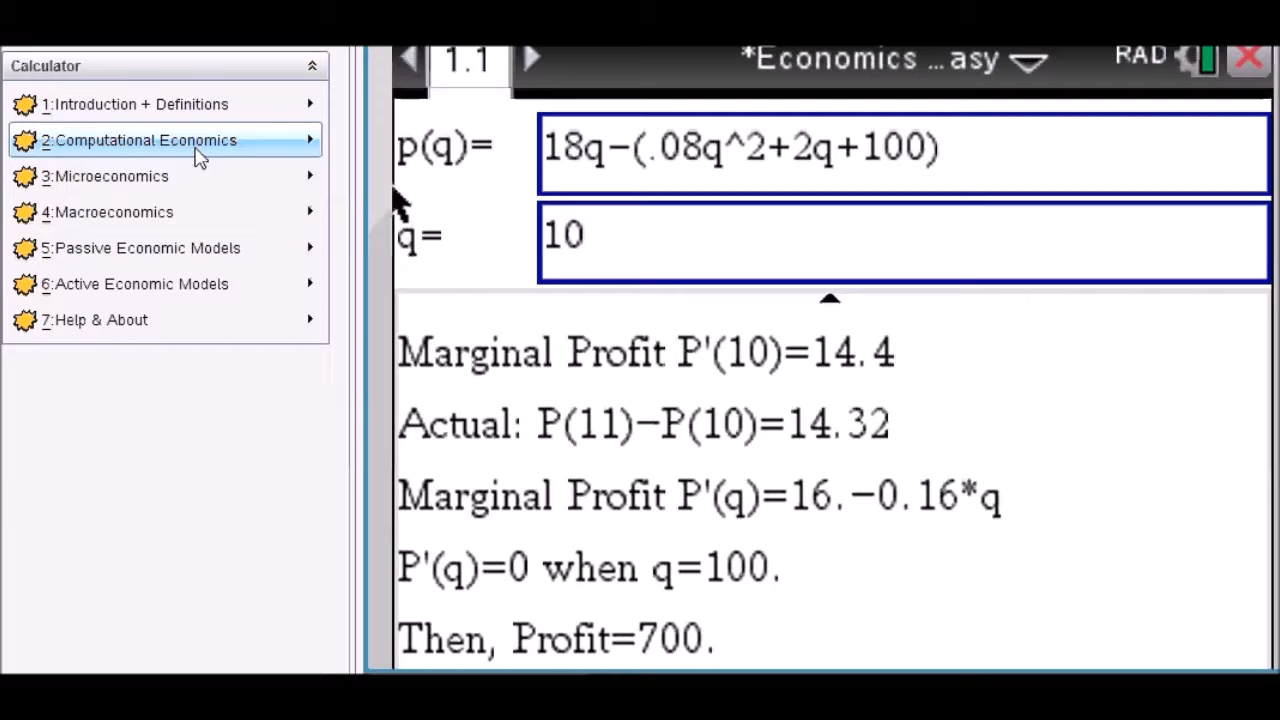 Calculator
1:Introduction + Definitions
2:Computational Economics
3:Microeconomics
4:Macroeconomics
5:Passive Economic Models
6:Active Economic Models
7:Help & About
1.1
*Economics ...asy
RAD
p(q)= 18q−(.08q^2+2q+100)
q= 10
Marginal Profit P'(10)=14.4
Actual: P(11)−P(10)=14.32
Marginal Profit P'(q)=16.−0.16*q
P'(q)=0 when q=100.
Then, Profit=700.